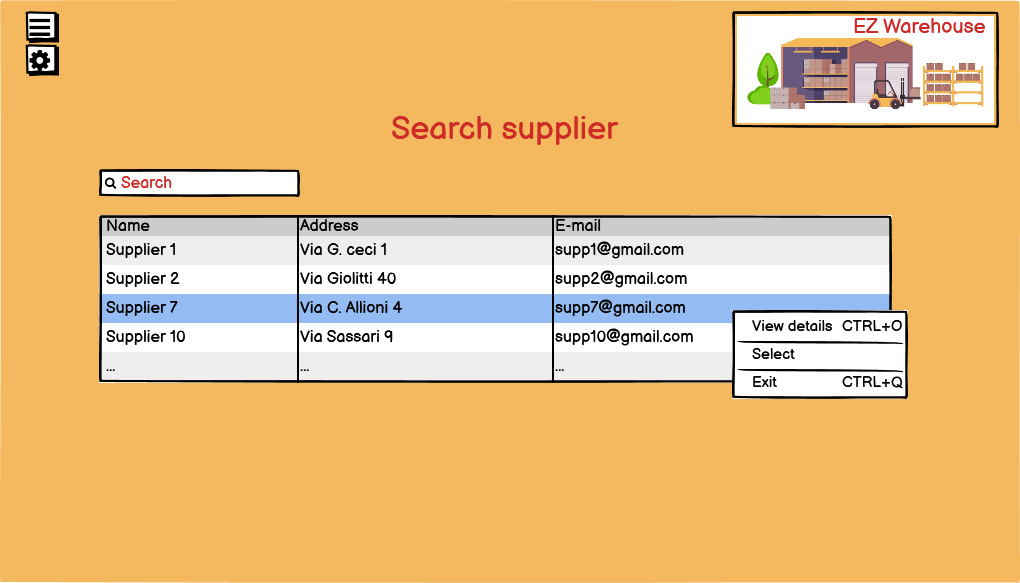 EZ Warehouse
Search supplier
Search
Name Address E-mail
Supplier 1 Via G. ceci 1 supp1@gmail.com
Supplier 2 Via Giolitti 40 supp2@gmail.com
Supplier 7 Via C. Allioni 4 supp7@gmail.com
Supplier 10 Via Sassari 9 supp10@gmail.com
... ... ...
View details CTRL+O
Select
Exit CTRL+Q